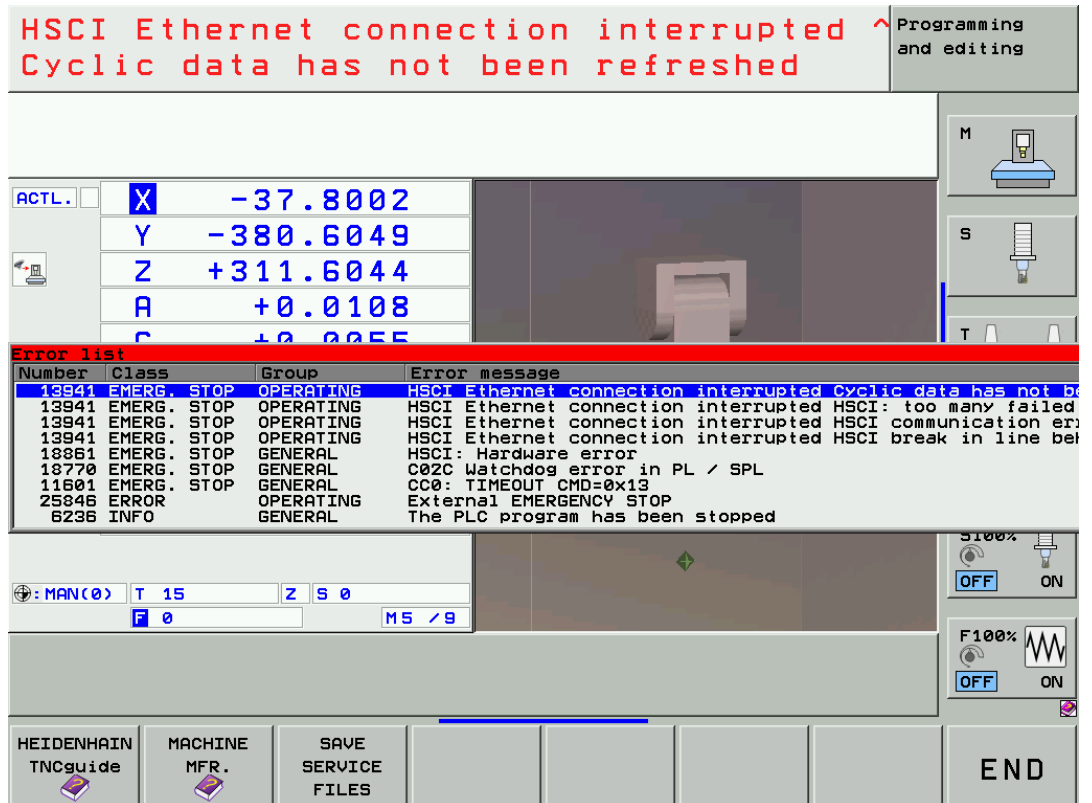 HSCI Ethernet connection interrupted ^
Cyclic data has not been refreshed
Programming
and editing
M
ACTL.
X -37.8002
Y -380.6049
Z +311.6044
A +0.0108
S
T
Error list
Number Class Group Error message
13941 EMERG. STOP OPERATING HSCI Ethernet connection interrupted Cyclic data has not be
13941 EMERG. STOP OPERATING HSCI Ethernet connection interrupted HSCI: too many failed
13941 EMERG. STOP OPERATING HSCI Ethernet connection interrupted HSCI communication err
13941 EMERG. STOP OPERATING HSCI Ethernet connection interrupted HSCI break in line beh
18861 EMERG. STOP GENERAL HSCI: Hardware error
18770 EMERG. STOP GENERAL C02C Watchdog error in PL / SPL
11601 EMERG. STOP GENERAL CC0: TIMEOUT CMD=0x13
25846 ERROR OPERATING External EMERGENCY STOP
6236 INFO GENERAL The PLC program has been stopped
S100%
OFF ON
: MAN(0) T 15 Z S 0
F 0 M5 / 9
F100%
OFF ON
HEIDENHAIN
TNCguide
MACHINE
MFR.
SAVE
SERVICE
FILES
END